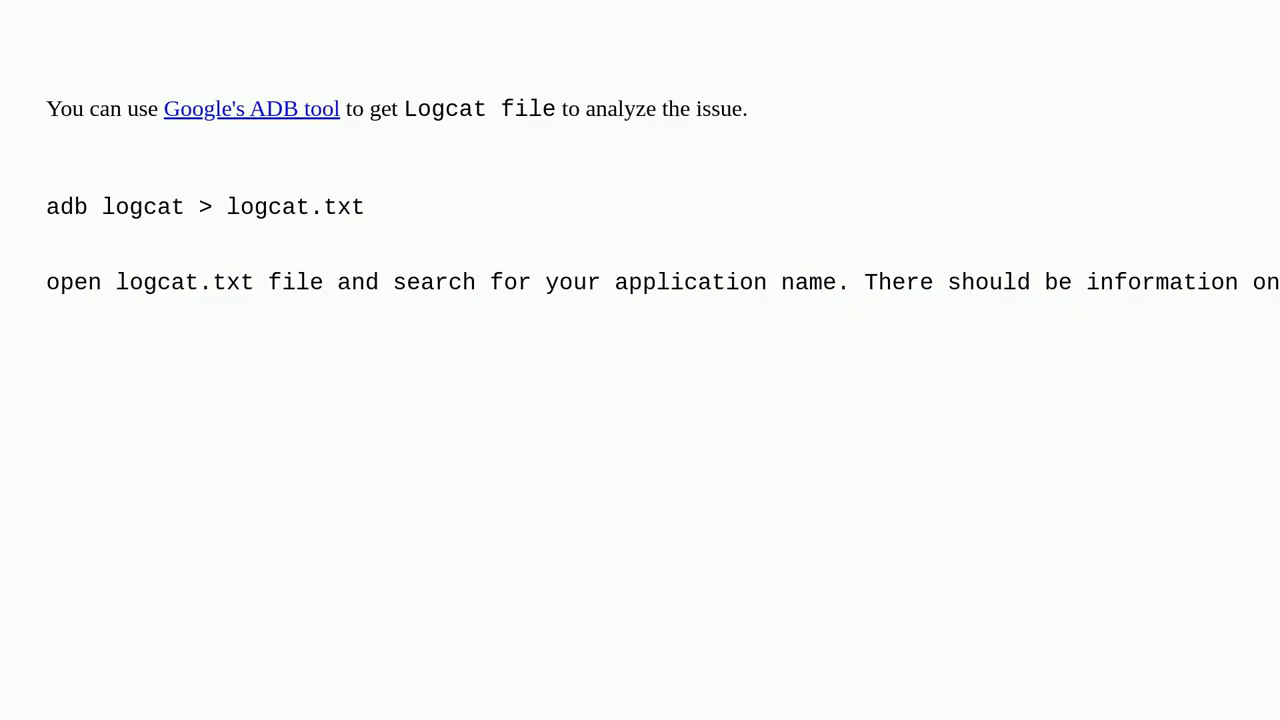 You can use Google's ADB tool to get Logcat file to analyze the issue.
adb logcat > logcat.txt
open logcat.txt file and search for your application name. There should be information on